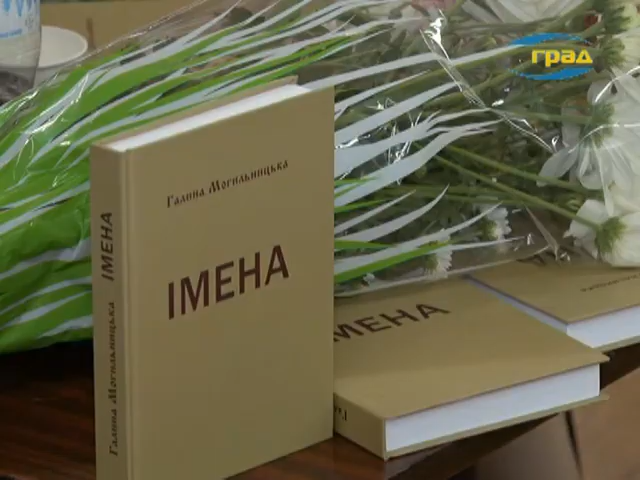 град
Галина Могильницька
ІМЕНА
Галина Могильницька ІМЕНА
ІМЕНА